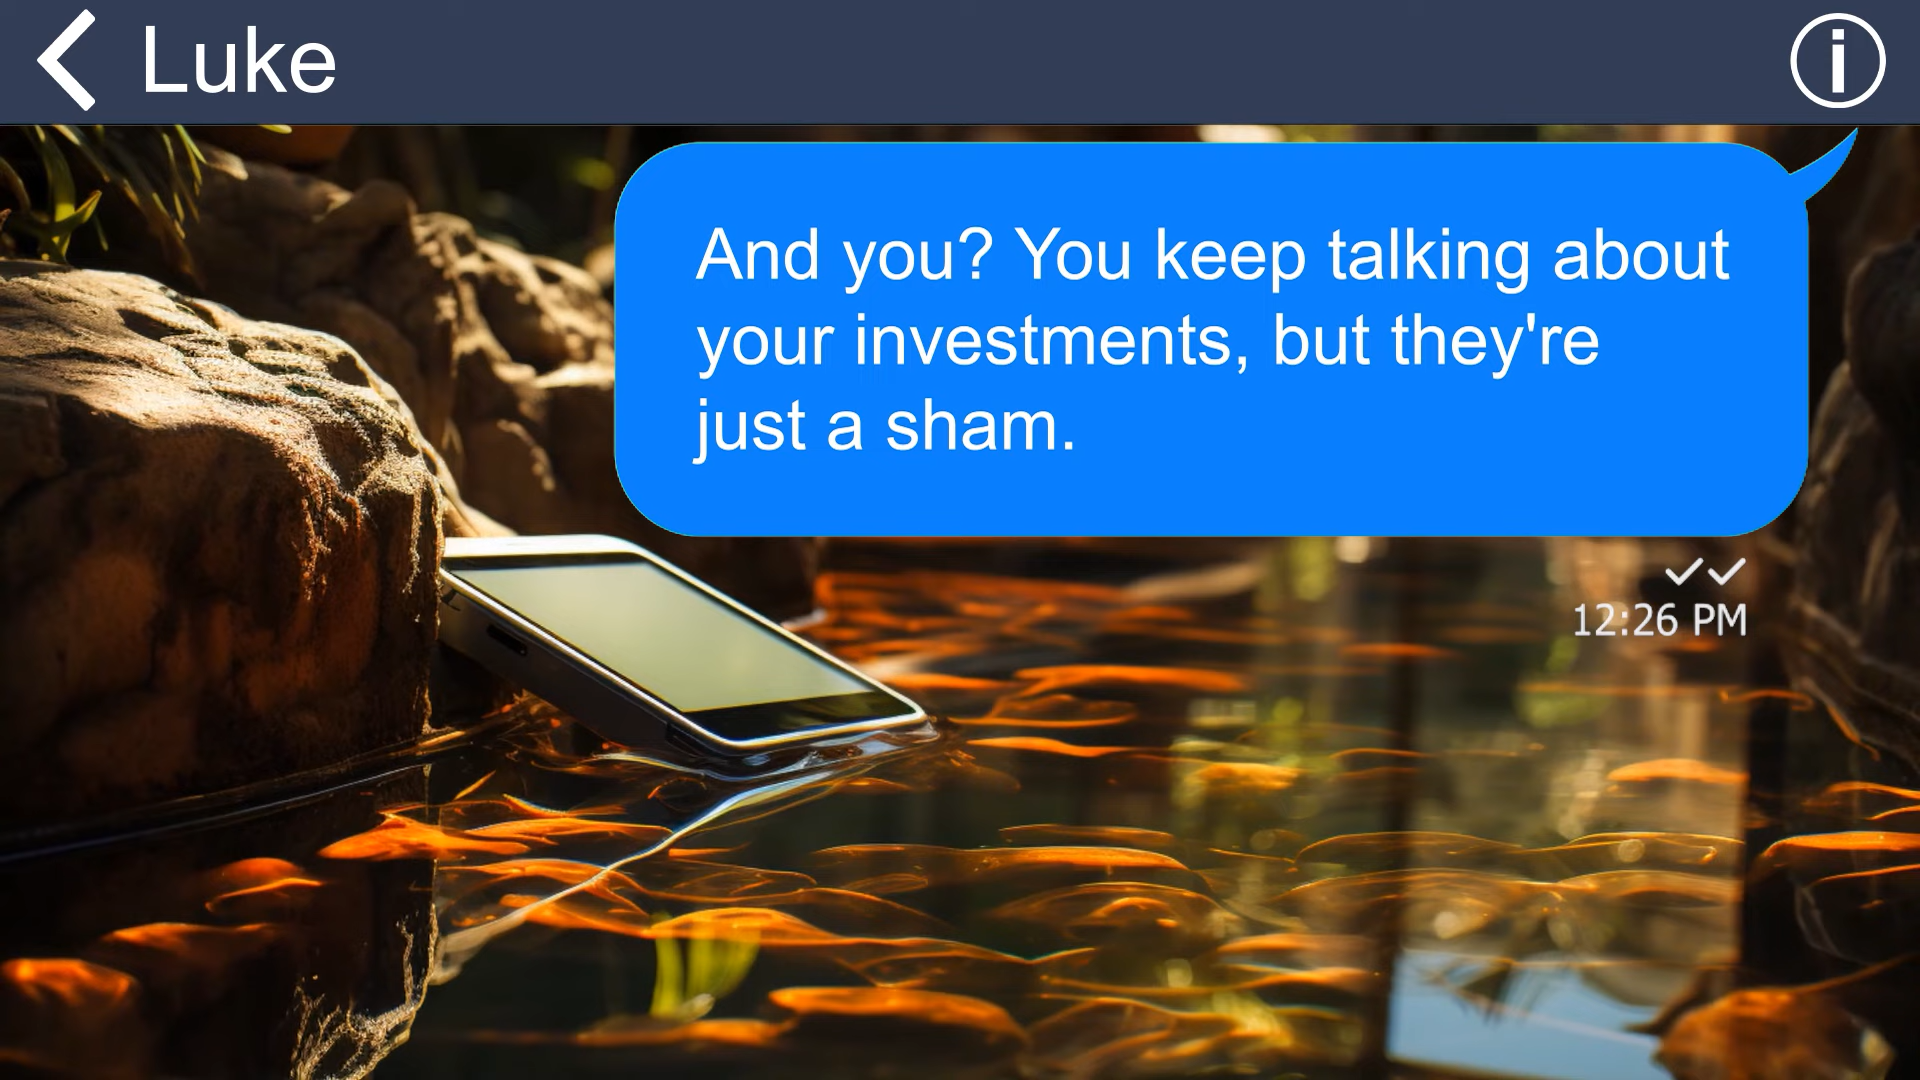 Luke
And you? You keep talking about
your investments, but they're
just a sham.
12:26 PM